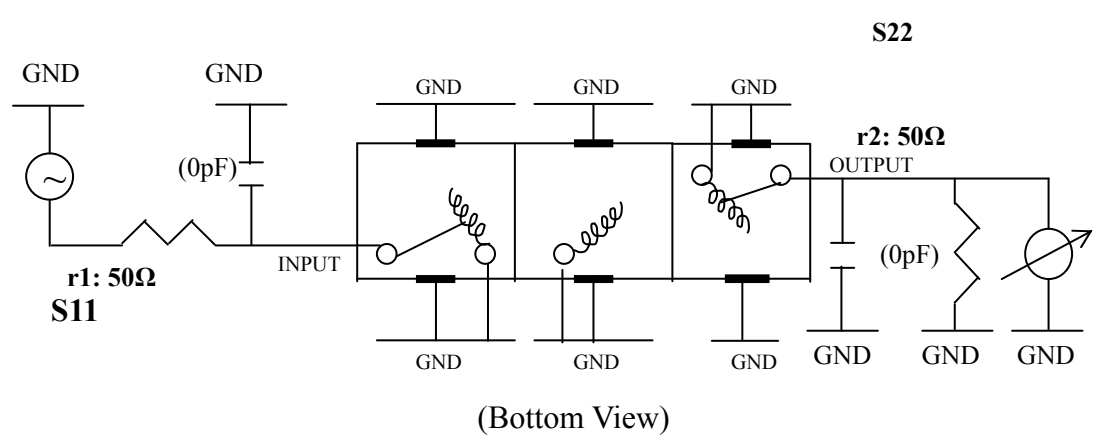 S22
GND
GND
GND
GND
GND
r2: 50Ω
OUTPUT
(0pF)
(0pF)
INPUT
r1: 50Ω
S11
GND
GND
GND
GND
GND
GND
(Bottom View)